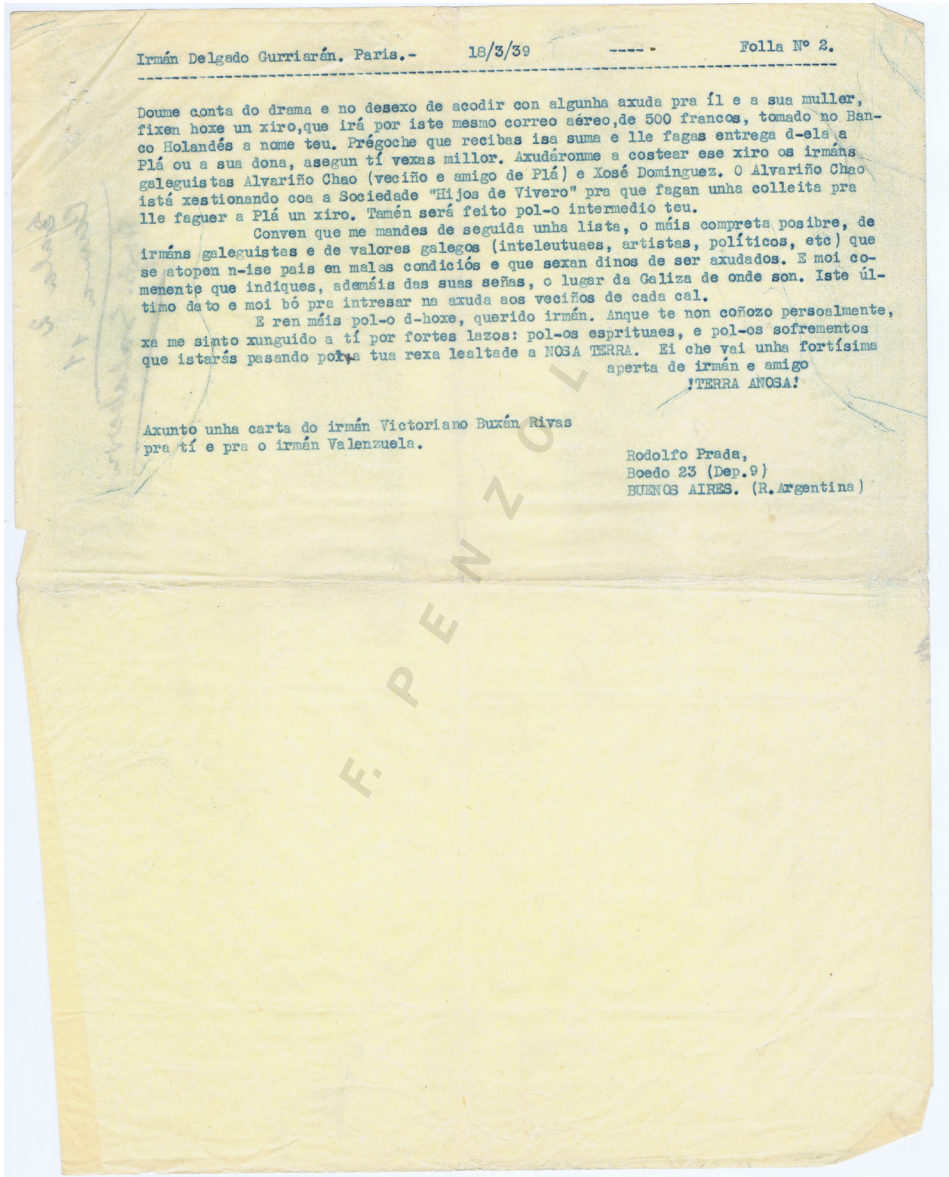 Irmán Delgado Gurriarán. Paris.- 18/3/39 ----- Folla Nº 2.
Doume conta do drama e no desexo de acodir con algunha axuda pra íl e a sua muller,
fixen hoxe un xiro,que irá por iste mesmo correo aéreo,de 500 francos, tomado no Ban-
co Holandés a nome teu. Prégoche que recibas isa suma e lle fagas entrega d-ela a
Plá ou a sua dona, asegun tí vexas millor. Axudáronme a costear ese xiro os irmáns
galeguistas Alvariño Chao (veciño e amigo de Plá) e Xosé Dominguez. O Alvariño Chao
istá xestionando coa a Sociedade "Hijos de Vivero" pra que fagan unha colleita pra
lle faguer a Plá un xiro. Tamén será feito pol-o intermedio teu.
Conven que me mandes de seguida unha lista, o máis compreta posibre, de
irmáns galeguistas e de valores galegos (inteleutuaes, artistas, políticos, etc) que
se atopen n-ise pais en malas condiciós e que sexan dinos de ser axudados. E moi co-
menente que indiques, ademáis das suas señas, o lugar da Galiza de onde son. Iste úl-
timo dato e moi bó pra intresar na axuda aos veciños de cada cal.
E ren máis pol-o d-hoxe, querido irmán. Anque te non coñozo persoalmente,
xa me sinto xunguido a tí por fortes lazos: pol-os esprituaes, e pol-os sofrementos
que istarás pasando pola tua rexa lealtade a NOSA TERRA. Ei che vai unha fortísima
aperta de irmán e amigo
!TERRA ANOSA!
Axunto unha carta do irmán Victoriano Buxán Rivas
pra tí e pra o irmán Valenzuela.
Rodolfo Prada,
Boedo 23 (Dep.9)
BUENOS AIRES. (R.Argentina)
F. PENZOL